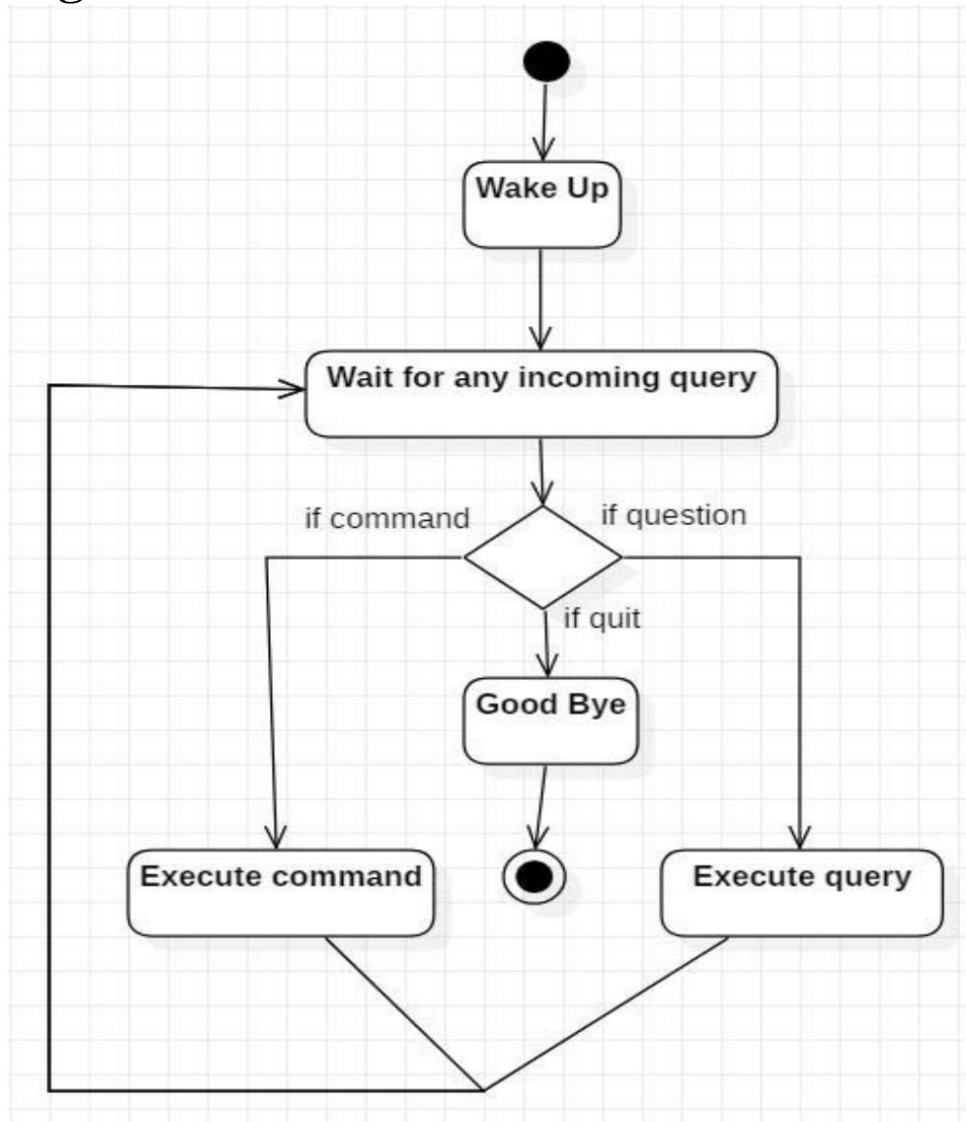 Wake Up
Wait for any incoming query
if command
if question
if quit
Good Bye
Execute command
Execute query